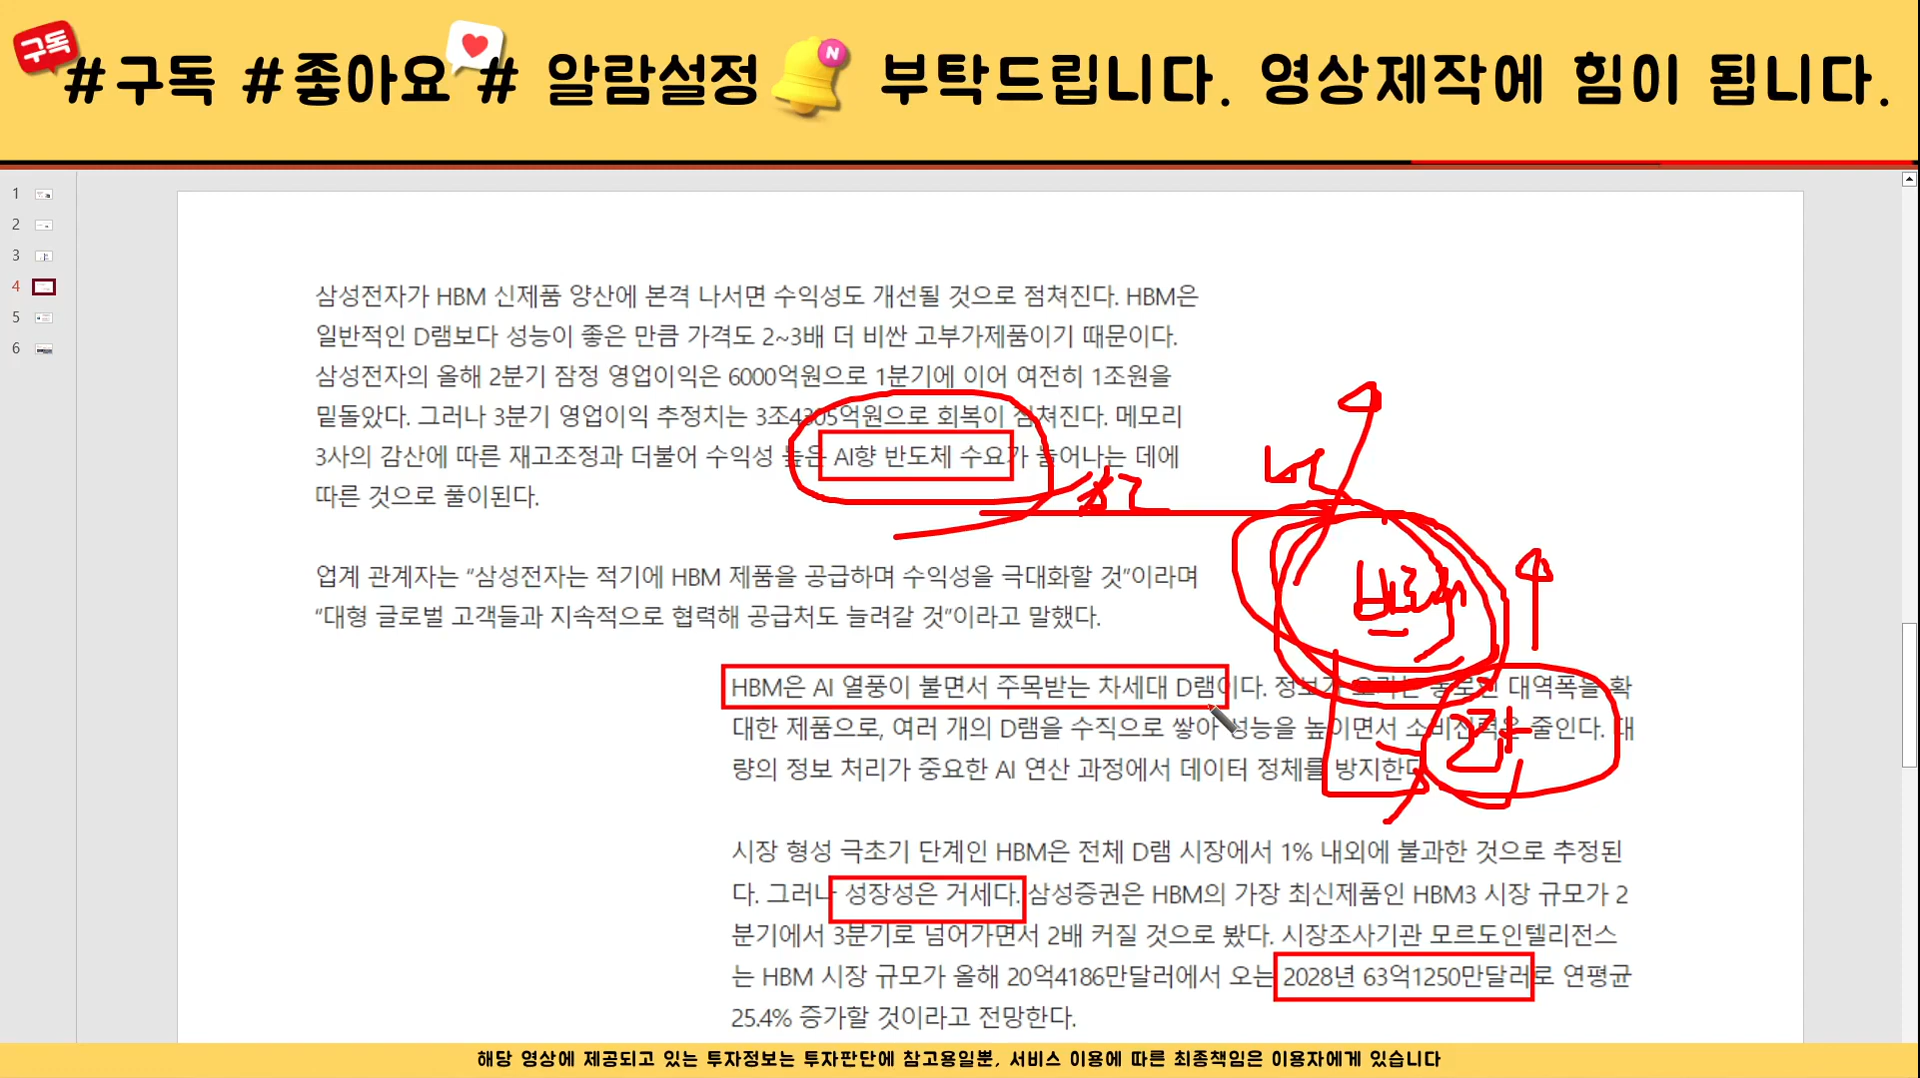 구독
#구독 #좋아요 # 알람설정 N 부탁드립니다. 영상제작에 힘이 됩니다.
1
2
3
4
5
6
삼성전자가 HBM 신제품 양산에 본격 나서면 수익성도 개선될 것으로 점쳐진다. HBM은
일반적인 D램보다 성능이 좋은 만큼 가격도 2~3배 더 비싼 고부가제품이기 때문이다.
삼성전자의 올해 2분기 잠정 영업이익은 6000억원으로 1분기에 이어 여전히 1조원을
밑돌았다. 그러나 3분기 영업이익 추정치는 3조4305억원으로 회복이 점쳐진다. 메모리
3사의 감산에 따른 재고조정과 더불어 수익성 높은 AI향 반도체 수요가 늘어나는 데에
따른 것으로 풀이된다.
업계 관계자는 “삼성전자는 적기에 HBM 제품을 공급하며 수익성을 극대화할 것”이라며
“대형 글로벌 고객들과 지속적으로 협력해 공급처도 늘려갈 것”이라고 말했다.
HBM은 AI 열풍이 불면서 주목받는 차세대 D램이다. 정보가 오가는 통로인 대역폭을 확
대한 제품으로, 여러 개의 D램을 수직으로 쌓아 성능을 높이면서 소비전력은 줄인다. 대
량의 정보 처리가 중요한 AI 연산 과정에서 데이터 정체를 방지한다
시장 형성 극초기 단계인 HBM은 전체 D램 시장에서 1% 내외에 불과한 것으로 추정된
다. 그러나 성장성은 거세다. 삼성증권은 HBM의 가장 최신제품인 HBM3 시장 규모가 2
분기에서 3분기로 넘어가면서 2배 커질 것으로 봤다. 시장조사기관 모르도인텔리전스
는 HBM 시장 규모가 올해 20억4186만달러에서 오는 2028년 63억1250만달러로 연평균
25.4% 증가할 것이라고 전망한다.
해당 영상에 제공되고 있는 투자정보는 투자판단에 참고용일뿐, 서비스 이용에 따른 최종책임은 이용자에게 있습니다